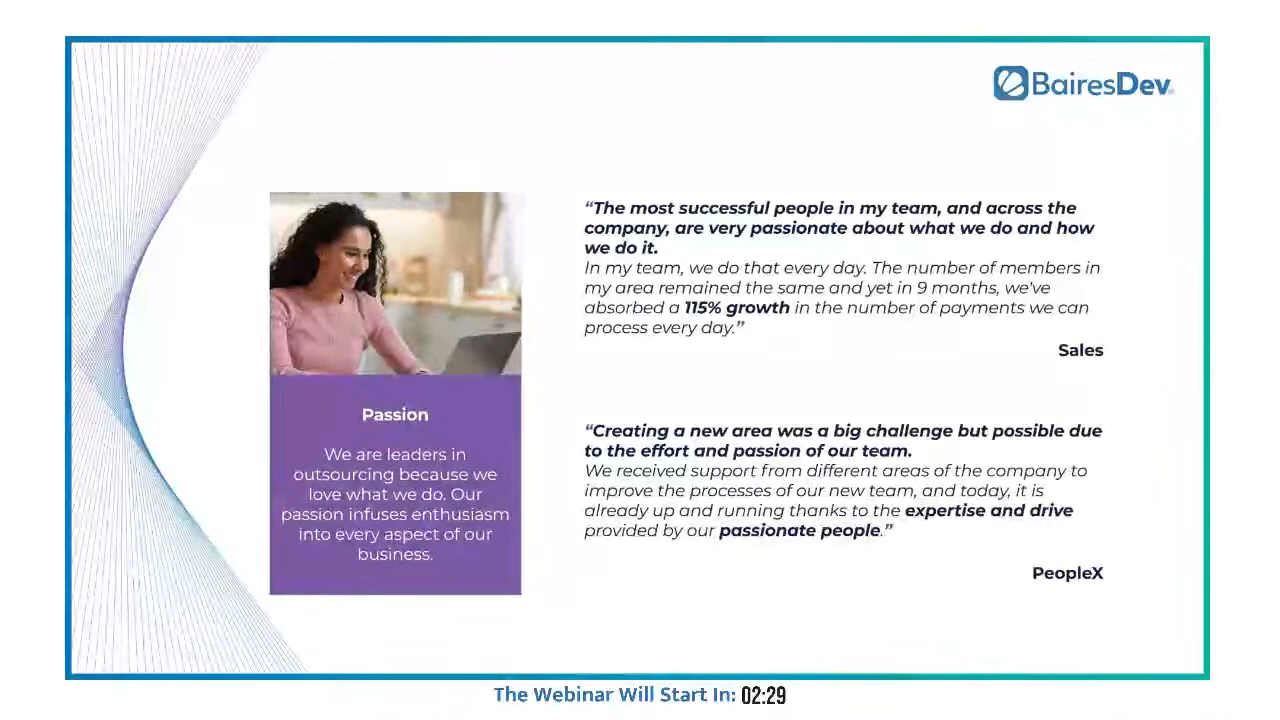 BairesDev
“The most successful people in my team, and across the
company, are very passionate about what we do and how
we do it.
In my team, we do that every day. The number of members in
my area remained the same and yet in 9 months, we've
absorbed a 115% growth in the number of payments we can
process every day.”
Sales
Passion
We are leaders in
outsourcing because we
love what we do. Our
passion infuses enthusiasm
into every aspect of our
business.
“Creating a new area was a big challenge but possible due
to the effort and passion of our team.
We received support from different areas of the company to
improve the processes of our new team, and today, it is
already up and running thanks to the expertise and drive
provided by our passionate people.”
PeopleX
The Webinar Will Start In: 02:29